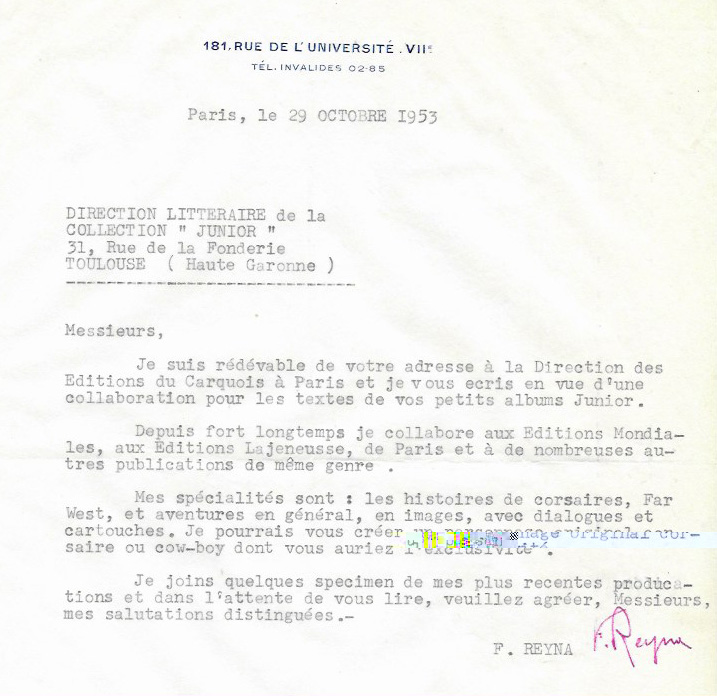 181.RUE DE L'UNIVERSITÉ.VIIE
TÉL. INVALIDES 02-85
Paris, le 29 OCTOBRE 1953
DIRECTION LITTERAIRE de la
COLLECTION " JUNIOR "
31, Rue de la Fonderie
TOULOUSE ( Haute Garonne )
Messieurs,
Je suis rédévable de votre adresse à la Direction des
Editions du Carquois à Paris et je vous ecris en vue d'une
collaboration pour les textes de vos petits albums Junior.
Depuis fort longtemps je collabore aux Editions Mondia-
les, aux Editions Lajeneusse, de Paris et à de nombreuses au-
tres publications de même genre .
Mes spécialités sont : les histoires de corsaires, Far
West, et aventures en général, en images, avec dialogues et
cartouches. Je pourrais vous créer un personnage original cor-
saire ou cow-boy dont vous auriez l'exclusivité .
Je joins quelques specimen de mes plus recentes produca-
tions et dans l'attente de vous lire, veuillez agréer, Messieurs,
mes salutations distinguées.-
F. REYNA F. Reyna